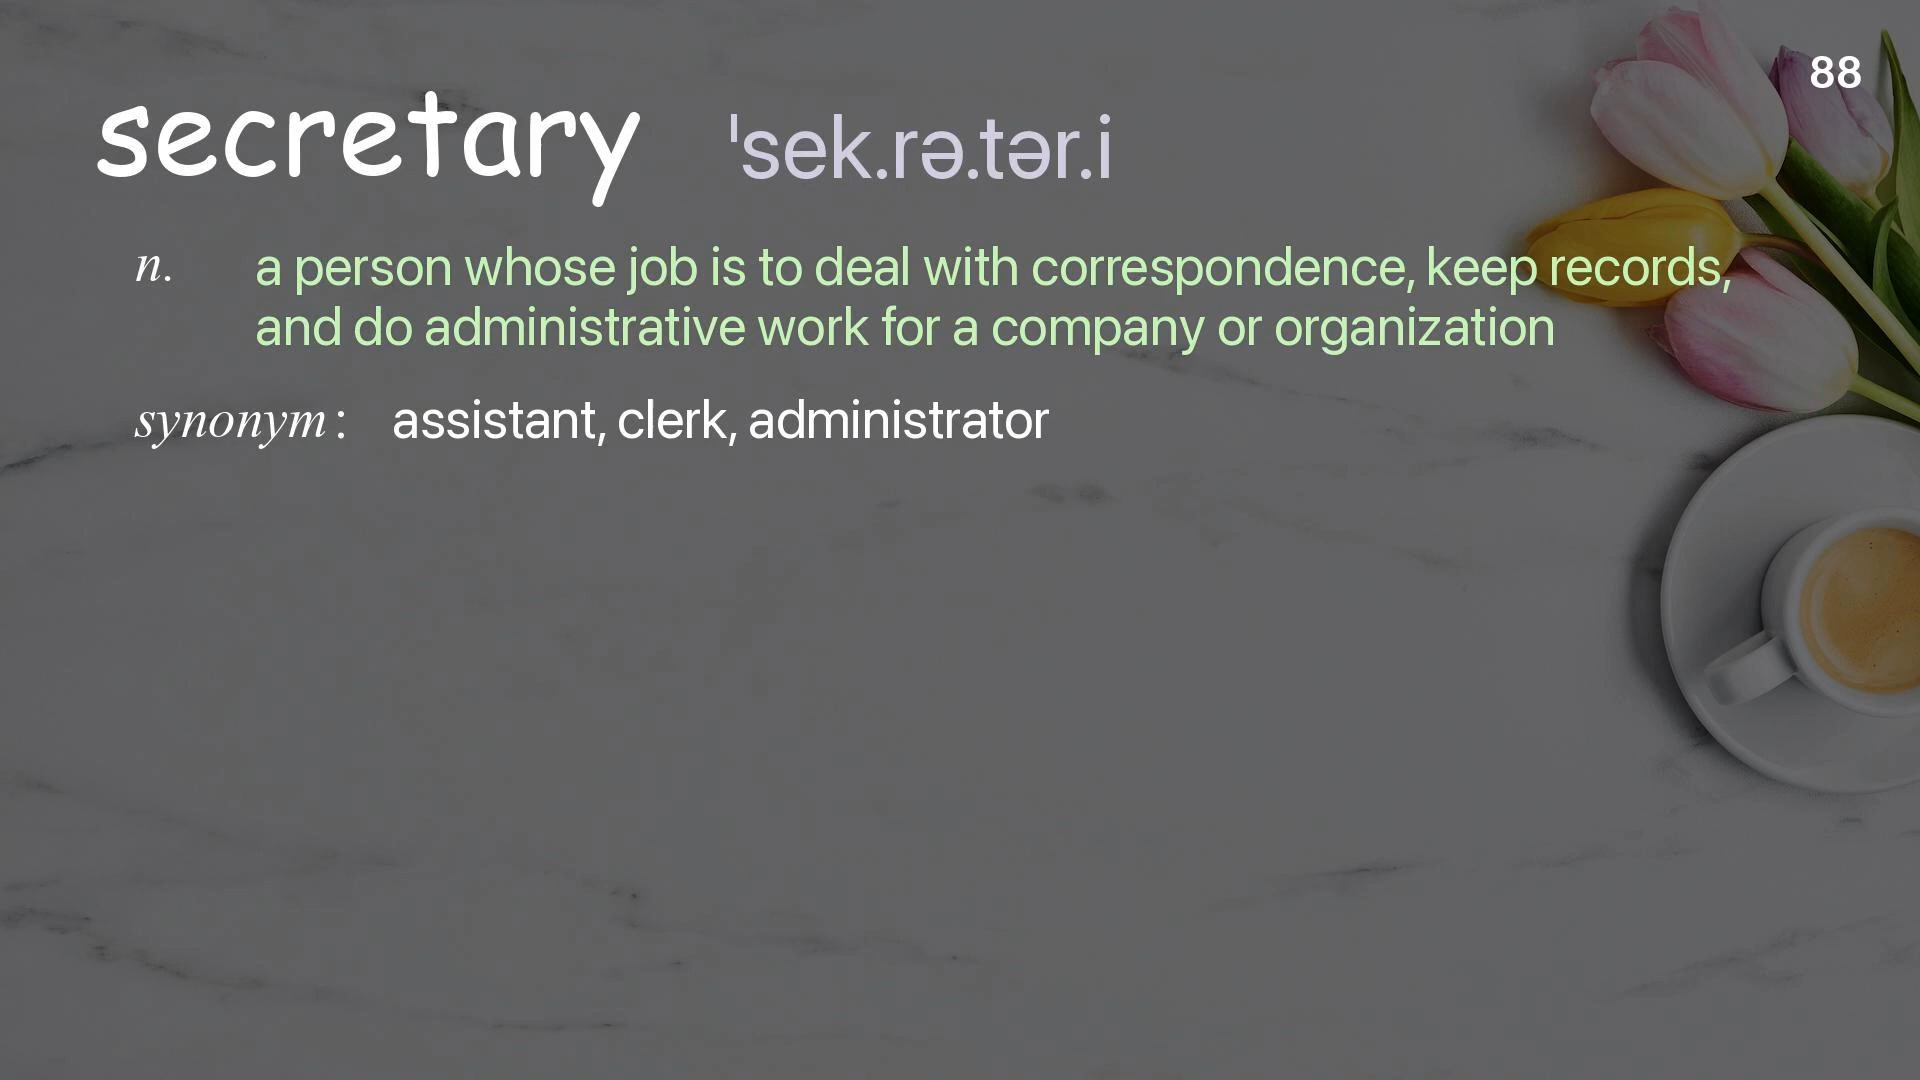 88
secretary ˈsek.rə.tər.i
n. a person whose job is to deal with correspondence, keep records,
and do administrative work for a company or organization
synonym: assistant, clerk, administrator